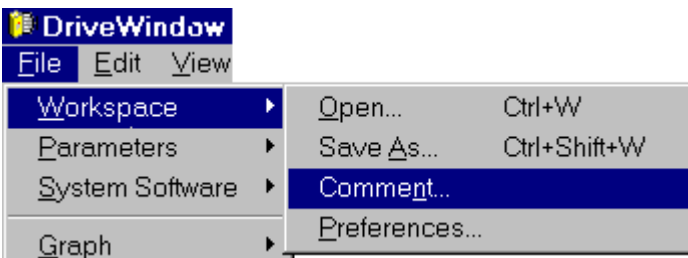 DriveWindow
File Edit View
Workspace Open... Ctrl+W
Parameters Save As... Ctrl+Shift+W
System Software Comment...
Preferences...
Graph